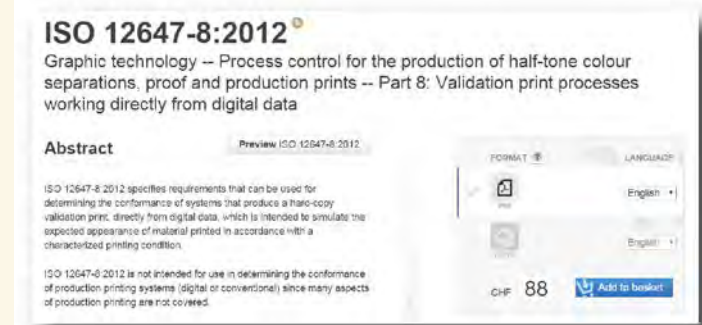 ISO 12647-8:2012
Graphic technology -- Process control for the production of half-tone colour
separations, proof and production prints -- Part 8: Validation print processes
working directly from digital data
Abstract
Preview ISO 12647-8:2012
ISO 12647-8:2012 specifies requirements that can be used for
determining the conformance of systems that produce a hard-copy
validation print, directly from digital data, which is intended to simulate the
expected appearance of material printed in accordance with a
characterized printing condition.
ISO 12647-8:2012 is not intended for use in determining the conformance
of production printing systems (digital or conventional) since many aspects
of production printing are not covered.
FORMAT LANGUAGE
PDF English
English
CHF 88 Add to basket